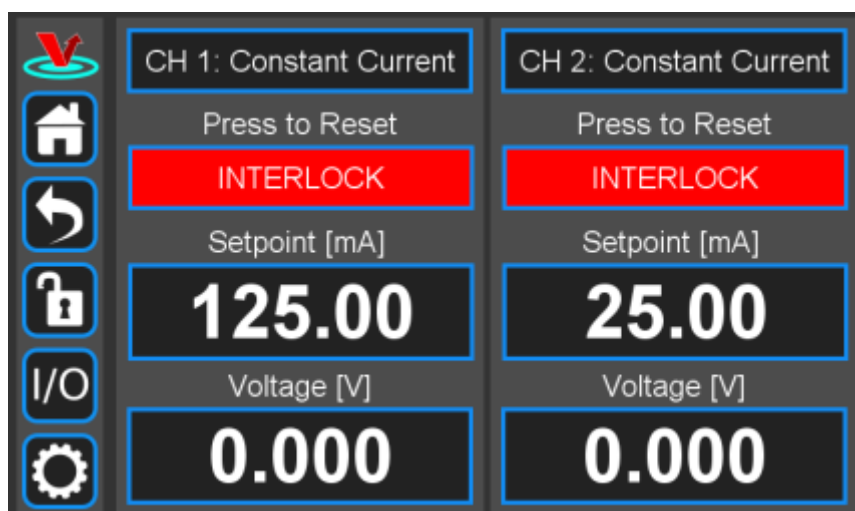 CH 1: Constant Current
Press to Reset
INTERLOCK
Setpoint [mA]
125.00
Voltage [V]
0.000
CH 2: Constant Current
Press to Reset
INTERLOCK
Setpoint [mA]
25.00
Voltage [V]
0.000
I/O